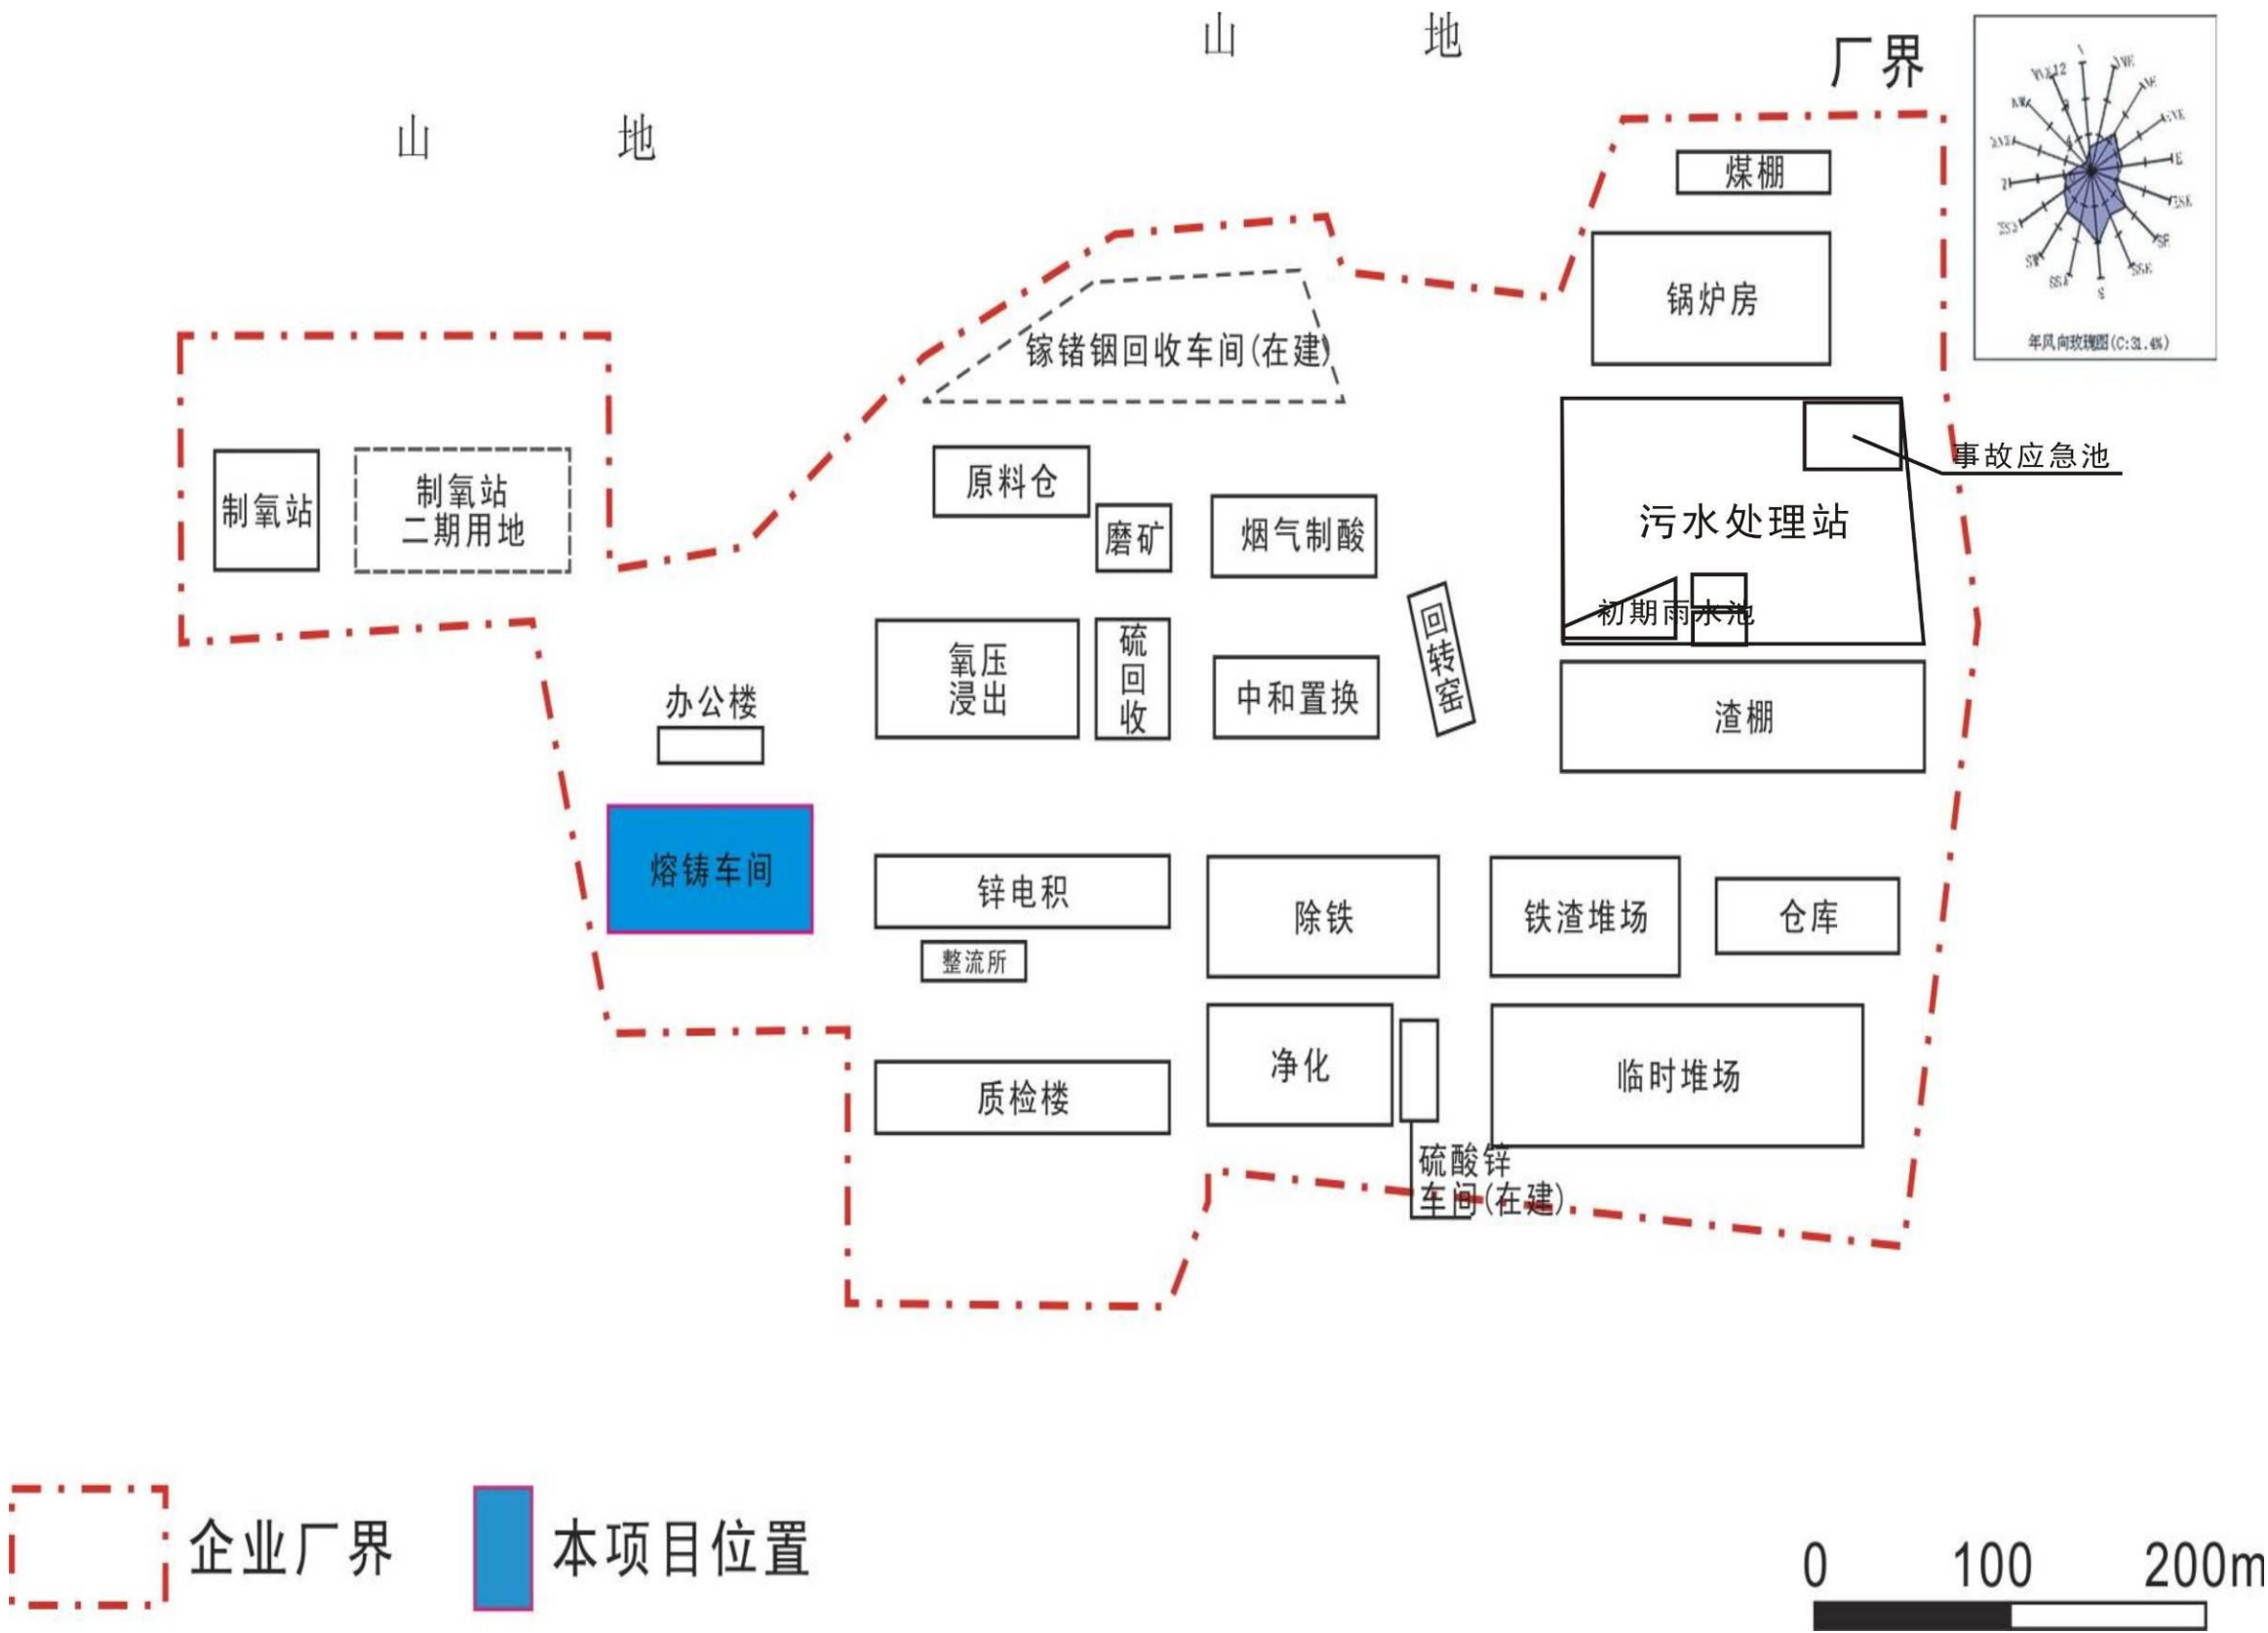 山 地
山 地
厂界
NE
E
SE
SSE
S
SW
年风向玫瑰图(C:31.4%)
煤棚
锅炉房
镓锗铟回收车间(在建)
事故应急池
污水处理站
初期雨水池
制氧站
制氧站
二期用地
原料仓
磨矿
烟气制酸
回转窑
氧压
浸出
硫回收
中和置换
渣棚
办公楼
熔铸车间
锌电积
整流所
除铁
铁渣堆场
仓库
质检楼
净化
临时堆场
硫酸锌
车间(在建)
企业厂界
本项目位置
0 100 200m